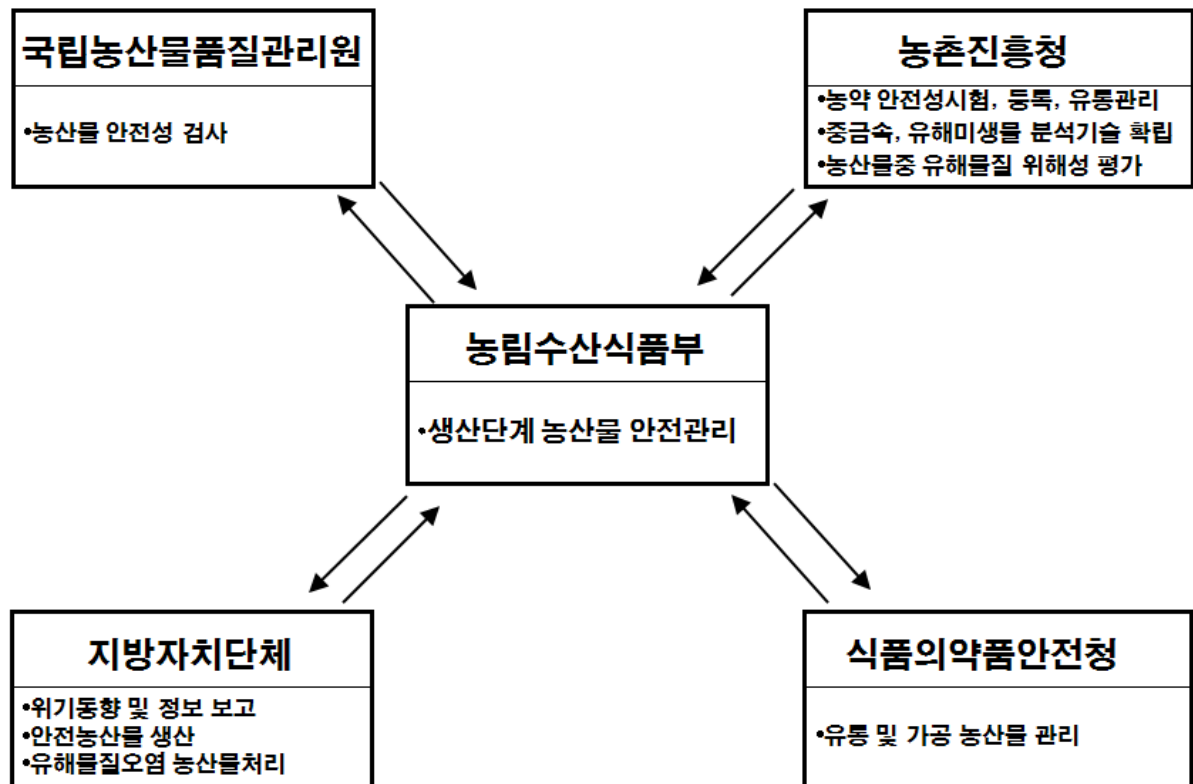 국립농산물품질관리원
•농산물 안전성 검사
농촌진흥청
•농약 안전성시험, 등록, 유통관리
•중금속, 유해미생물 분석기술 확립
•농산물중 유해물질 위해성 평가
농림수산식품부
•생산단계 농산물 안전관리
지방자치단체
•위기동향 및 정보 보고
•안전농산물 생산
•유해물질오염 농산물처리
식품의약품안전청
•유통 및 가공 농산물 관리